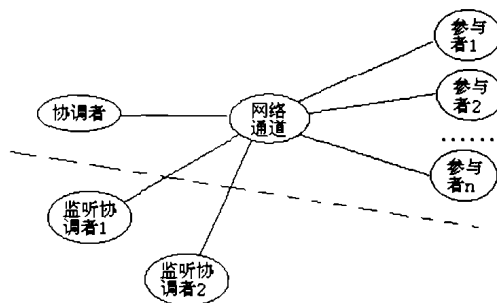 参与
者1
参与
者2
网络
通道
协调者
......
参与
者n
监听协
调者1
监听协
调者2